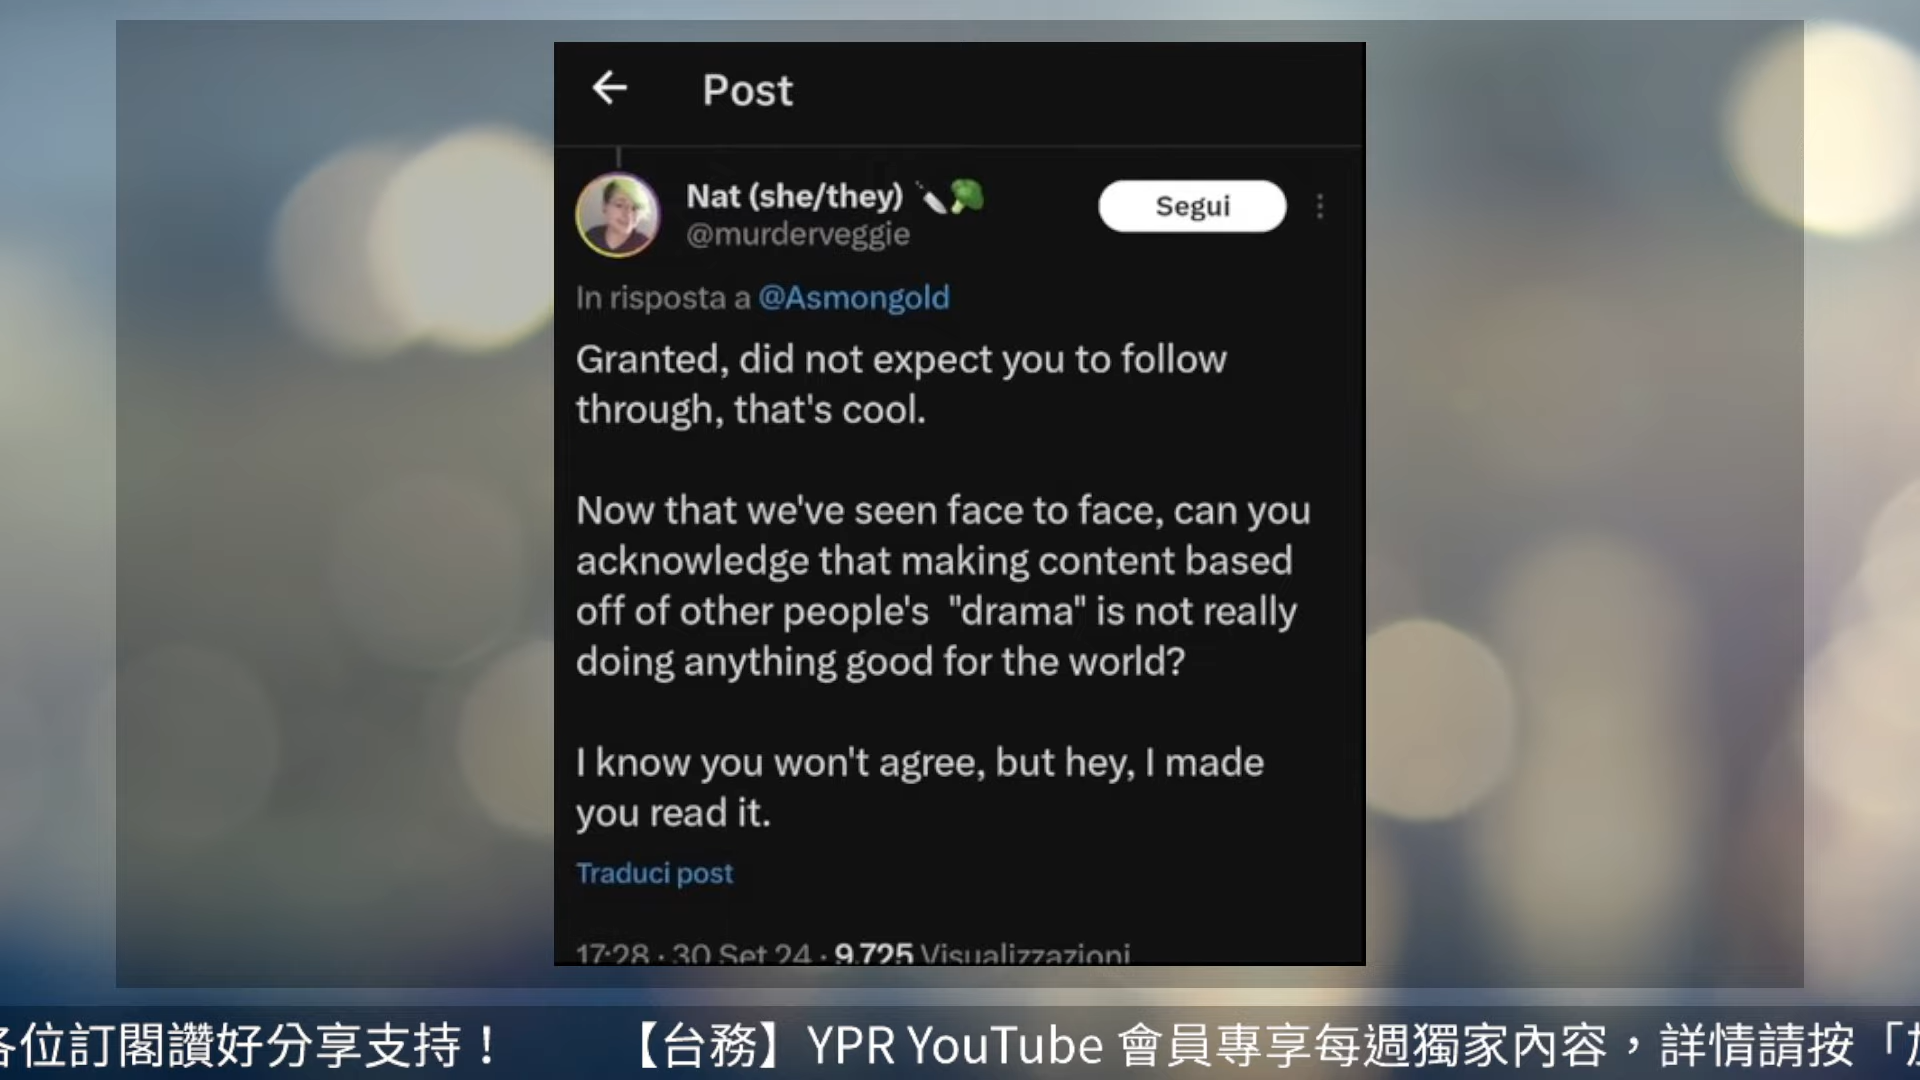 Post
Nat (she/they) 🔪🥦
@murderveggie
Segui
In risposta a @Asmongold
Granted, did not expect you to follow
through, that's cool.
Now that we've seen face to face, can you
acknowledge that making content based
off of other people's "drama" is not really
doing anything good for the world?
I know you won't agree, but hey, I made
you read it.
Traduci post
17:28 · 30 Set 24 · 9.725 Visualizzazioni
各位訂閱讚好分享支持！ 【台務】YPR YouTube 會員專享每週獨家內容，詳情請按「加